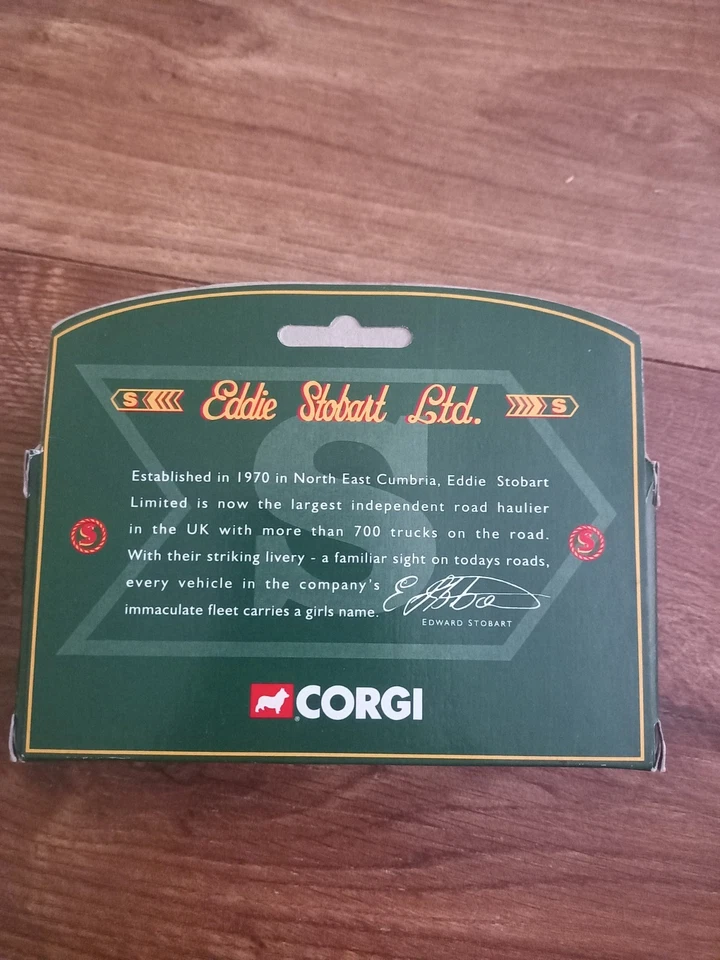 S Eddie Stobart Ltd. S
Established in 1970 in North East Cumbria, Eddie Stobart
Limited is now the largest independent road haulier
in the UK with more than 700 trucks on the road.
With their striking livery - a familiar sight on todays roads,
every vehicle in the company's
immaculate fleet carries a girls name.
S
S
S
EDWARD STOBART
CORGI